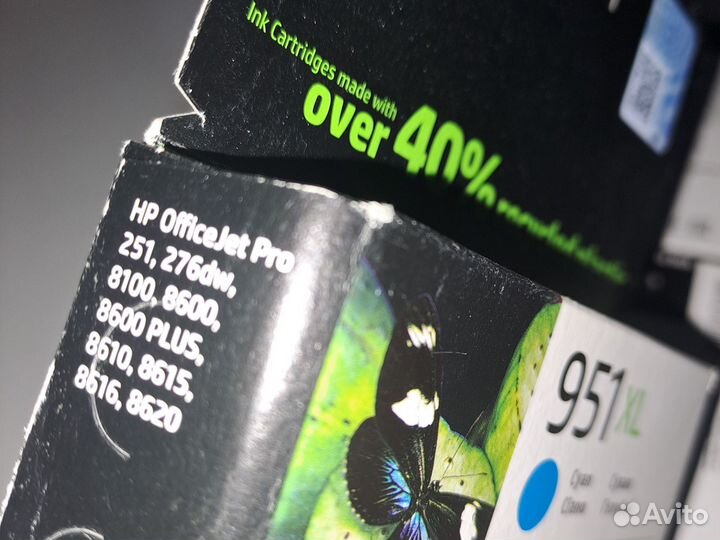 Ink Cartridges made with
over 40%
HP OfficeJet Pro
251, 276dw,
8100, 8600,
8600 PLUS,
8610, 8615,
8616, 8620
951XL
Cyan
Avito